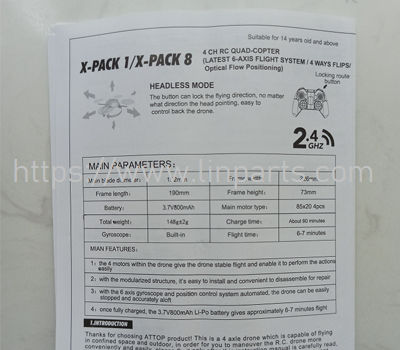 Suitable for 14 years old and above
X-PACK 1/X-PACK 8
4 CH RC QUAD-COPTER
(LATEST 6-AXIS FLIGHT SYSTEM / 4 WAYS FLIPS/
Optical Flow Positioning)
Locking route
button
HEADLESS MODE
The button can lock the flying direction, no matter
what direction the head pointing, easy to
control back the drone.
2.4
GHZ
https://www.linparts.com
MAIN PARAMETERS:
Main blade
Frame length: 190mm Frame height: 73mm
Battery: 3.7V800mAh Main motor type: 85x20 4pcs
Total weight: 148g±2g Charge time: About 90 minutes
Gyroscope: Built-in Flight time: 6-7 minutes
MIAN FEATURES:
1: the 4 motors within the drone give the drone stable flight and enable it to perform the actions
easily
2: with the modularized structure, it's easy to install and convenient to disassemble for repair
3: with the 6 axis gyroscope and position control system automated, the drone can be easily
stopped and accurately aloft
4: once fully charged, the 3.7V800mAh Li-Po battery gives approximately 6-7 minutes flight
1.INTRODUCTION
Thanks for choosing ATTOP product! This is a 4 axle drone which is capable of flying
in confined space and outdoor, in order to maneuver the R.C. drone more